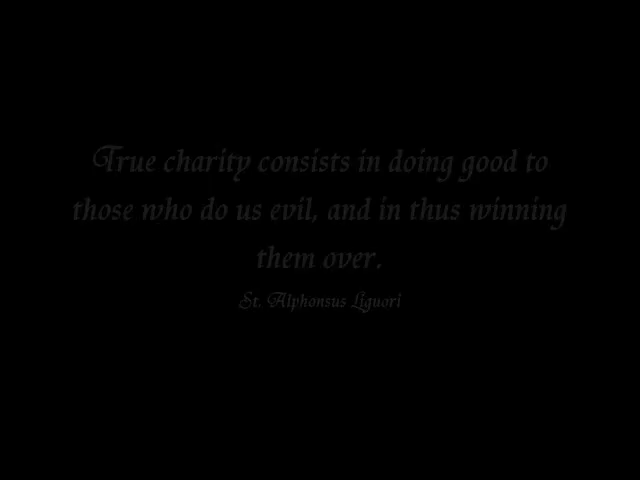 True charity consists in doing good to
those who do us evil, and in thus winning
them over.
St. Alphonsus Liguori